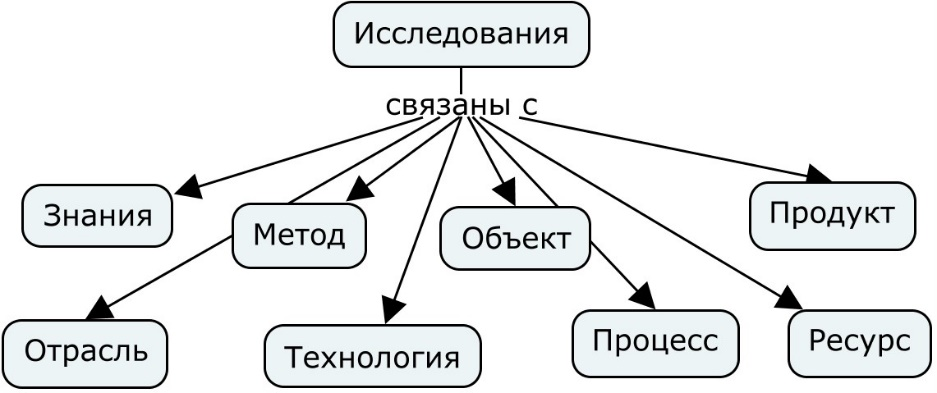 Исследования
связаны с
Знания
Метод
Объект
Продукт
Отрасль
Технология
Процесс
Ресурс